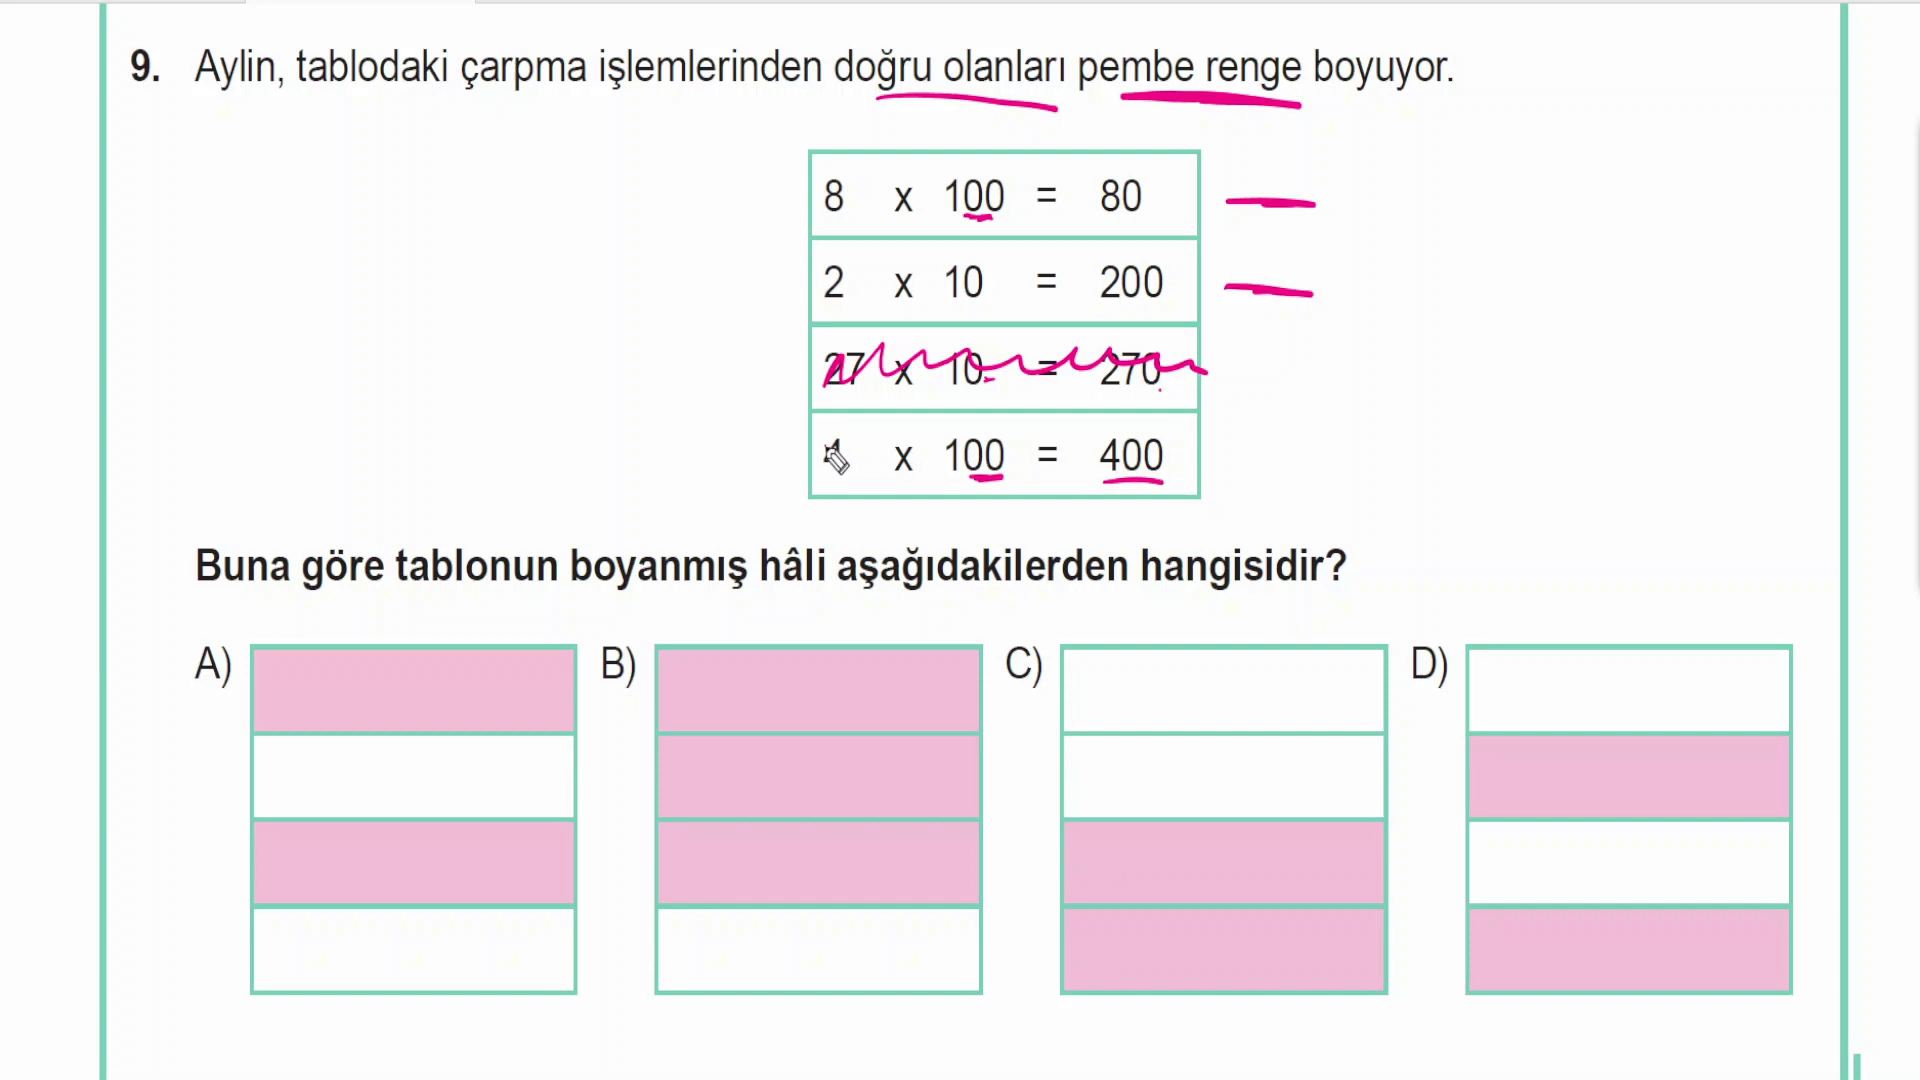 9. Aylin, tablodaki çarpma işlemlerinden doğru olanları pembe renge boyuyor.
8 x 100 = 80
2 x 10 = 200
27 x 10 = 270
4 x 100 = 400
Buna göre tablonun boyanmış hâli aşağıdakilerden hangisidir?
A) B) C) D)